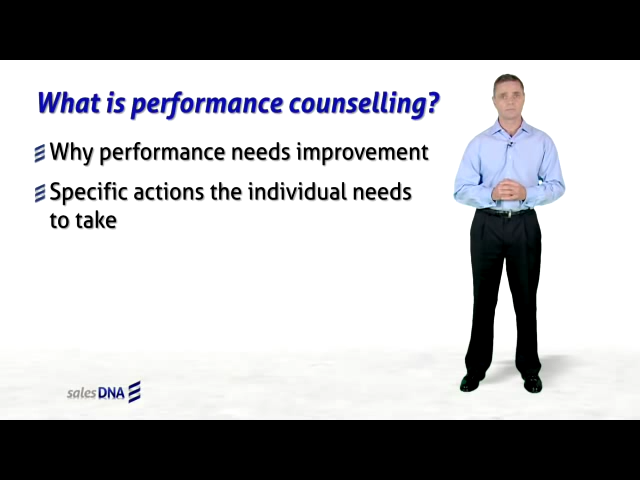 What is performance counselling?
Why performance needs improvement
Specific actions the individual needs
to take
salesDNA